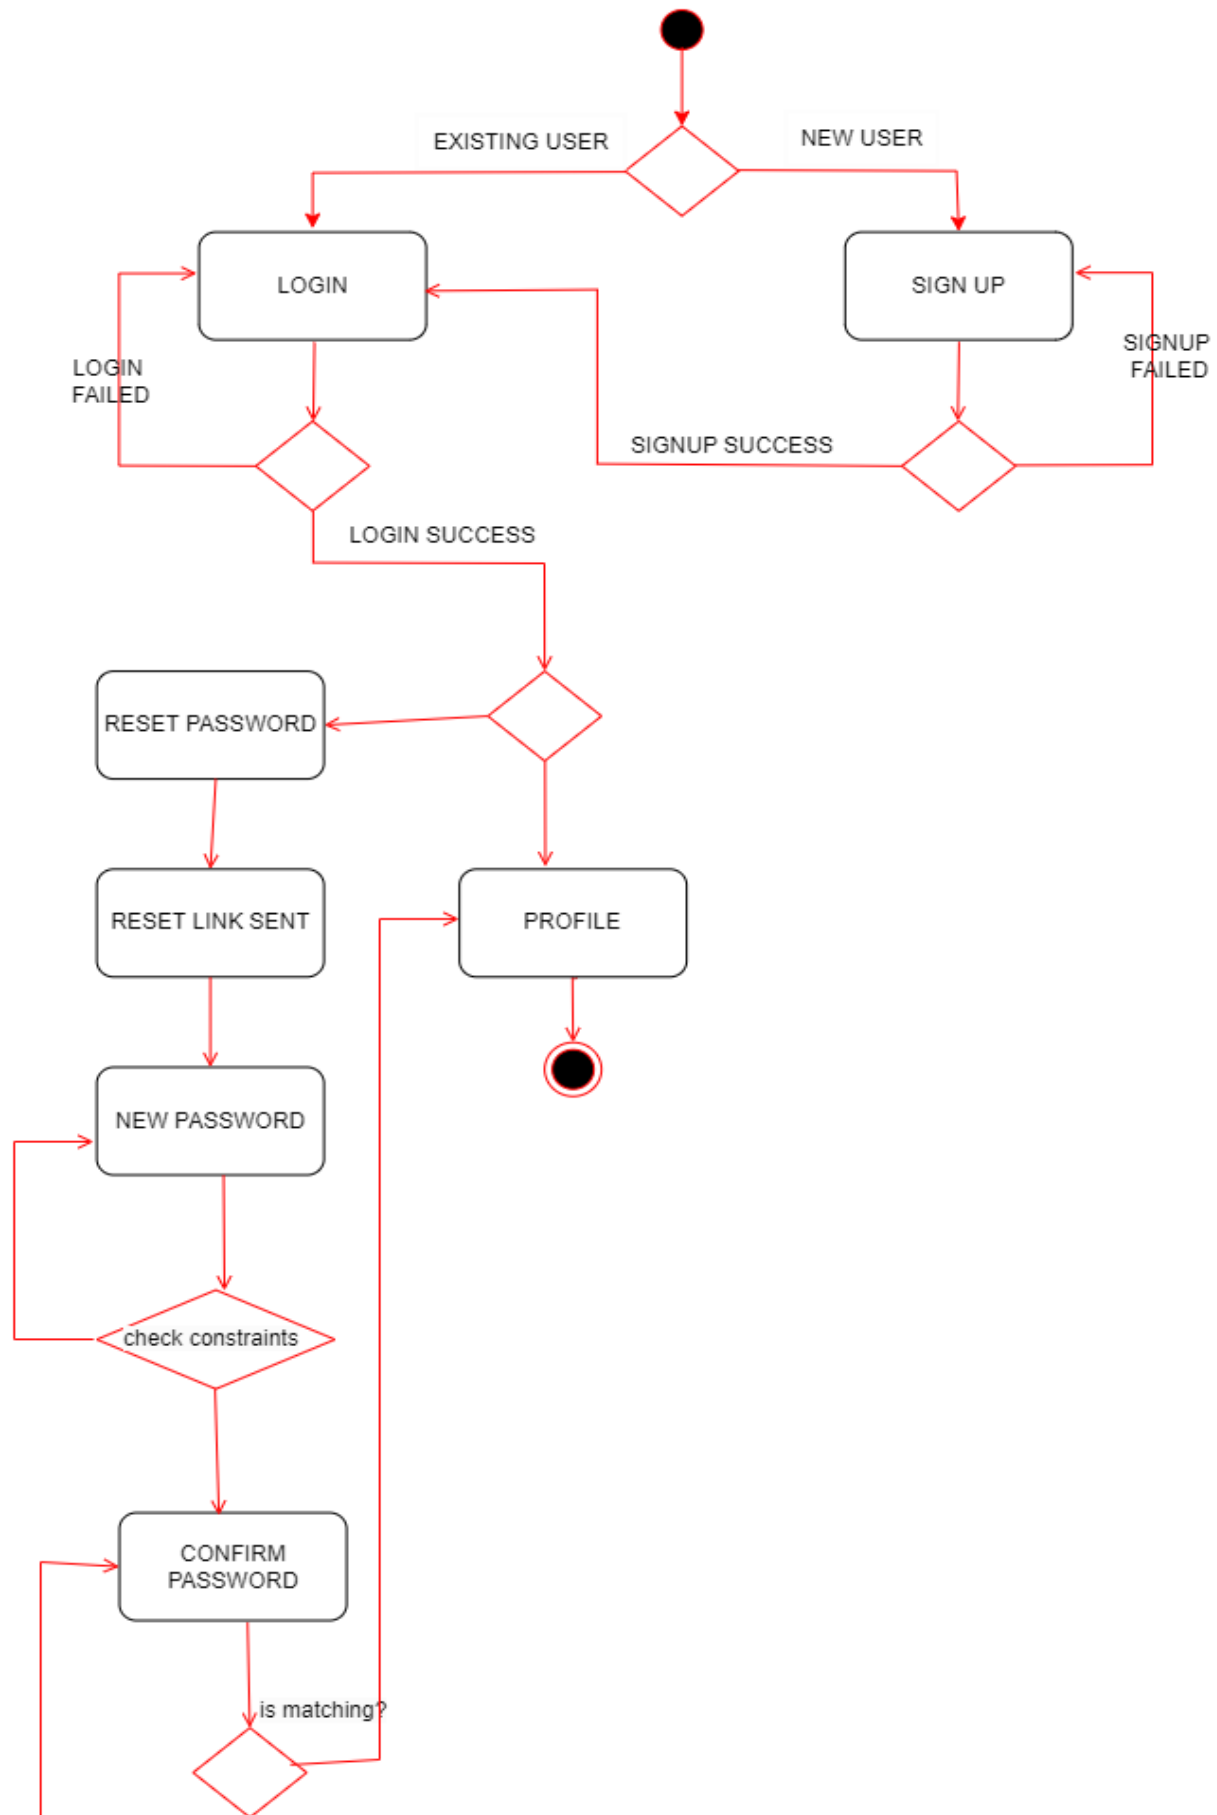 EXISTING USER
NEW USER
LOGIN
SIGN UP
LOGIN
FAILED
SIGNUP
FAILED
SIGNUP SUCCESS
LOGIN SUCCESS
RESET PASSWORD
RESET LINK SENT
PROFILE
NEW PASSWORD
check constraints
CONFIRM
PASSWORD
is matching?